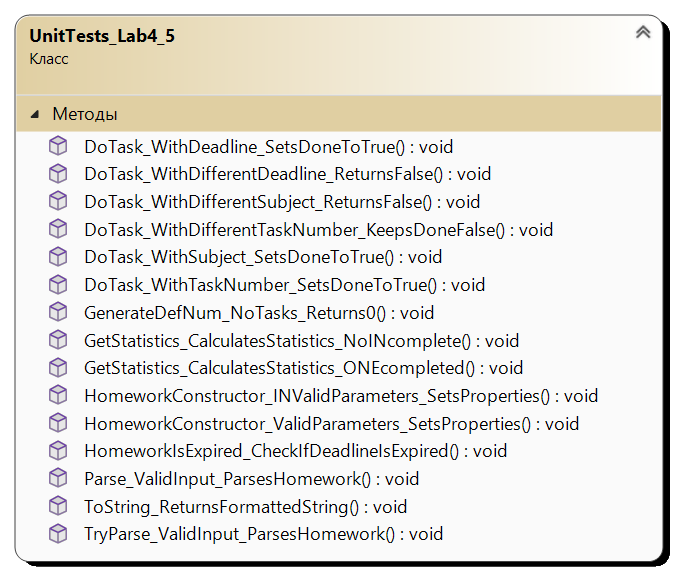 UnitTests_Lab4_5
Класс
Методы
DoTask_WithDeadline_SetsDoneToTrue() : void
DoTask_WithDifferentDeadline_ReturnsFalse() : void
DoTask_WithDifferentSubject_ReturnsFalse() : void
DoTask_WithDifferentTaskNumber_KeepsDoneFalse() : void
DoTask_WithSubject_SetsDoneToTrue() : void
DoTask_WithTaskNumber_SetsDoneToTrue() : void
GenerateDefNum_NoTasks_Returns0() : void
GetStatistics_CalculatesStatistics_NoINcomplete() : void
GetStatistics_CalculatesStatistics_ONEcompleted() : void
HomeworkConstructor_INValidParameters_SetsProperties() : void
HomeworkConstructor_ValidParameters_SetsProperties() : void
HomeworkIsExpired_CheckIfDeadlineIsExpired() : void
Parse_ValidInput_ParsesHomework() : void
ToString_ReturnsFormattedString() : void
TryParse_ValidInput_ParsesHomework() : void